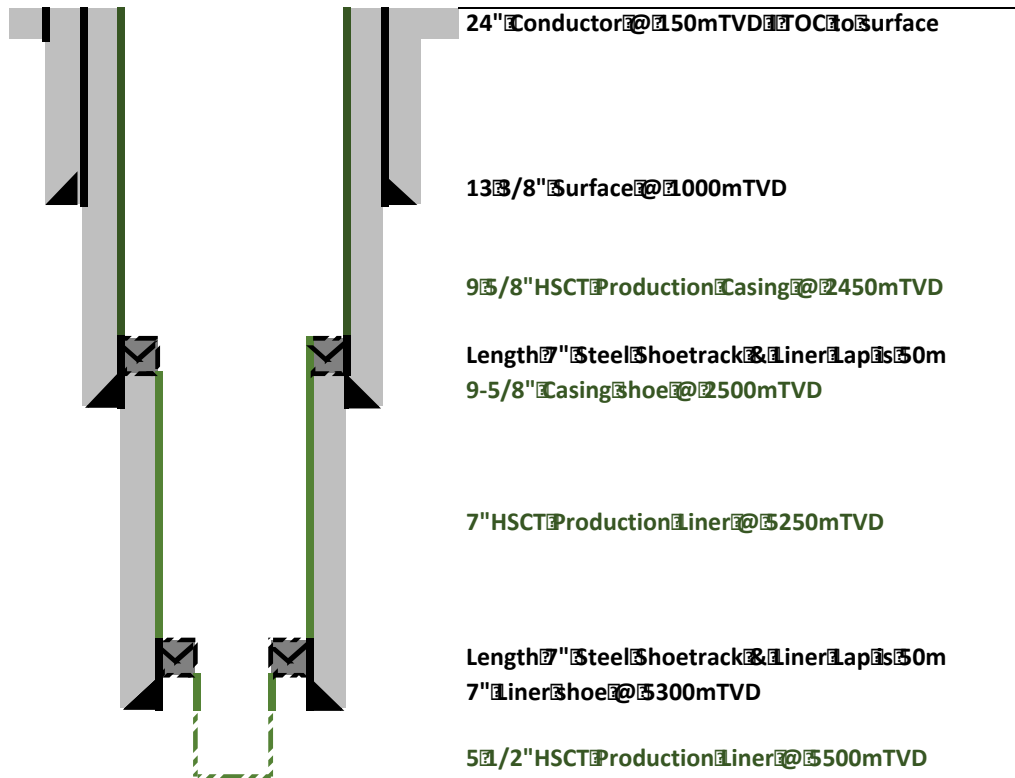 24" Conductor @ 150mTVD  TOC to surface
13 3/8" Surface @ 1000mTVD
9 5/8"HSCT Production Casing @ 2450mTVD
Length 7" Steel Shoetrack & Liner Lap is 50m
9-5/8" Casing shoe @ 2500mTVD
7"HSCT Production Liner @ 5250mTVD
Length 7" Steel Shoetrack & Liner Lap is 50m
7" Liner shoe @ 5300mTVD
5 1/2"HSCT Production Liner @ 5500mTVD